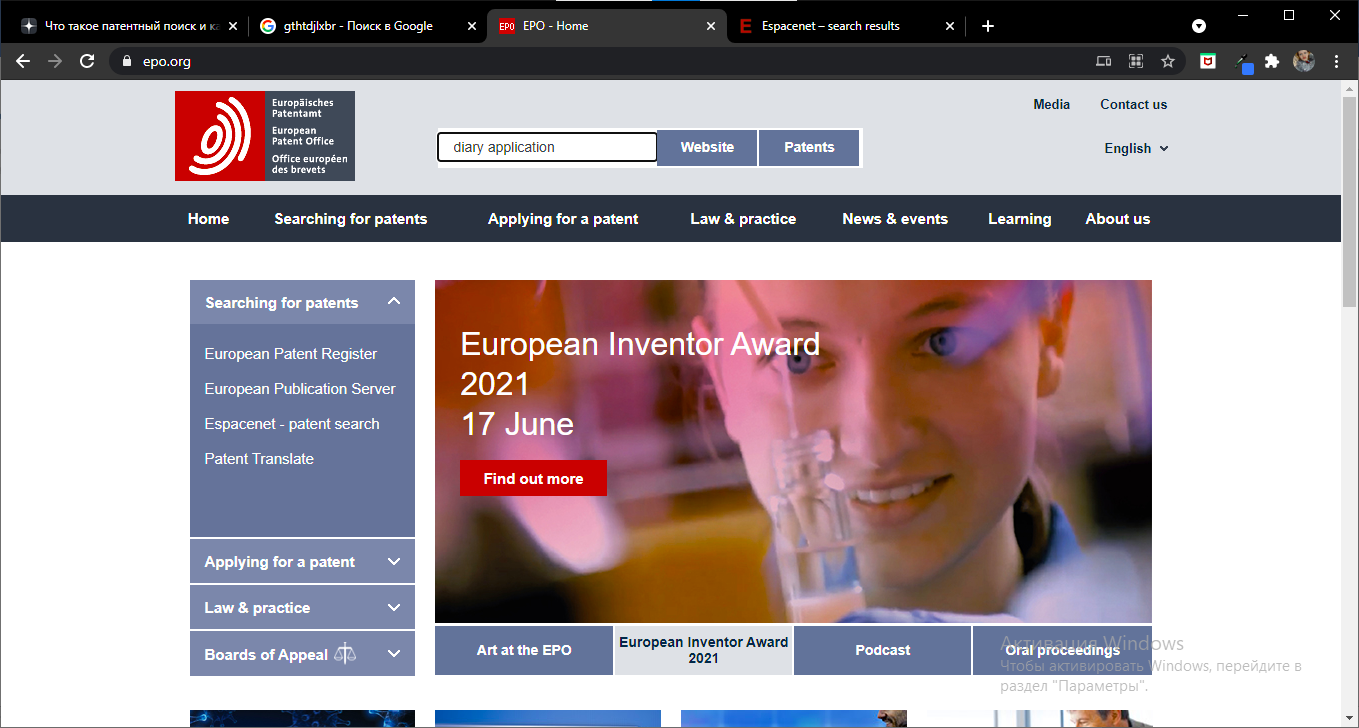 Что такое патентный поиск и ка
gthtdjlxbr - Поиск в Google
EPO - Home
Espacenet – search results
epo.org
Europäisches
Patentamt
European
Patent Office
Office européen
des brevets
diary application
Website
Patents
Media
Contact us
English
Home
Searching for patents
Applying for a patent
Law & practice
News & events
Learning
About us
Searching for patents
European Patent Register
European Publication Server
Espacenet - patent search
Patent Translate
Applying for a patent
Law & practice
Boards of Appeal
European Inventor Award
2021
17 June
Find out more
Art at the EPO
European Inventor Award
2021
Podcast
Oral proceedings
Активация Windows
Чтобы активировать Windows, перейдите в
раздел "Параметры".